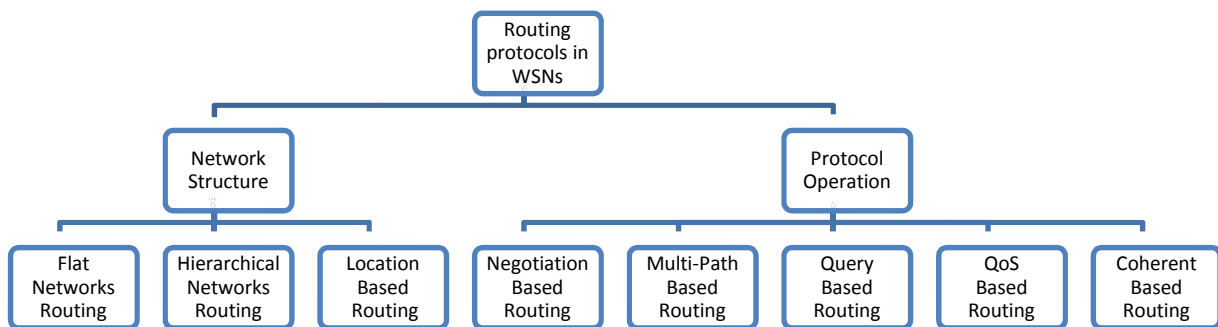 Routing
protocols in
WSNs
Network
Structure
Protocol
Operation
Flat
Networks
Routing
Hierarchical
Networks
Routing
Location
Based
Routing
Negotiation
Based
Routing
Multi-Path
Based
Routing
Query
Based
Routing
QoS
Based
Routing
Coherent
Based
Routing